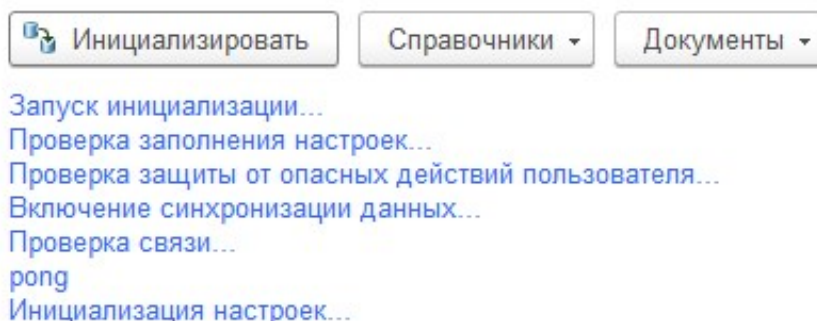 Инициализировать Справочники Документы
Запуск инициализации...
Проверка заполнения настроек...
Проверка защиты от опасных действий пользователя...
Включение синхронизации данных...
Проверка связи...
pong
Инициализация настроек...